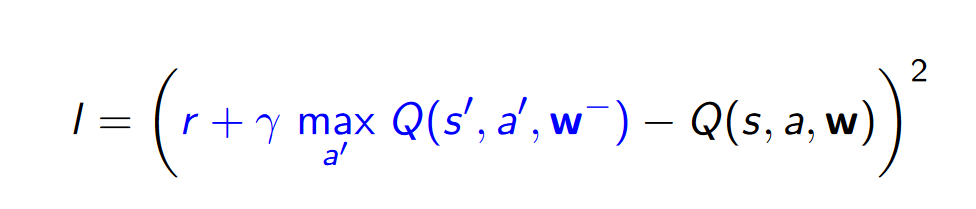 l = ( r + γ max_{a′} Q(s′, a′, w⁻) − Q(s, a, w) )²